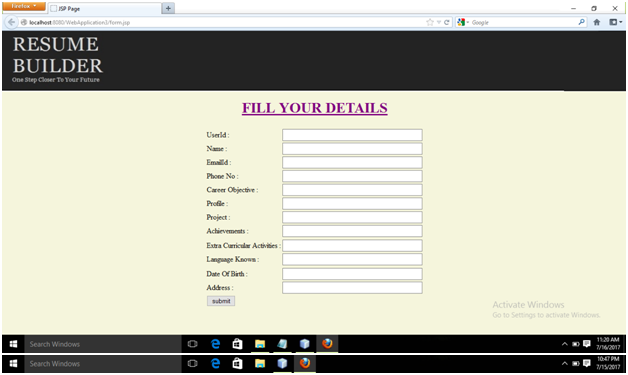 Firefox
JSP Page
localhost:8080/WebApplication3/form.jsp
Google
RESUME
BUILDER
One Step Closer To Your Future
FILL YOUR DETAILS
UserId :
Name :
EmailId :
Phone No :
Career Objective :
Profile :
Project :
Achievements :
Extra Curricular Activities :
Language Known :
Date Of Birth :
Address :
submit
Activate Windows
Go to Settings to activate Windows.
Search Windows
11:20 AM
7/16/2017
Search Windows
10:47 PM
7/15/2017